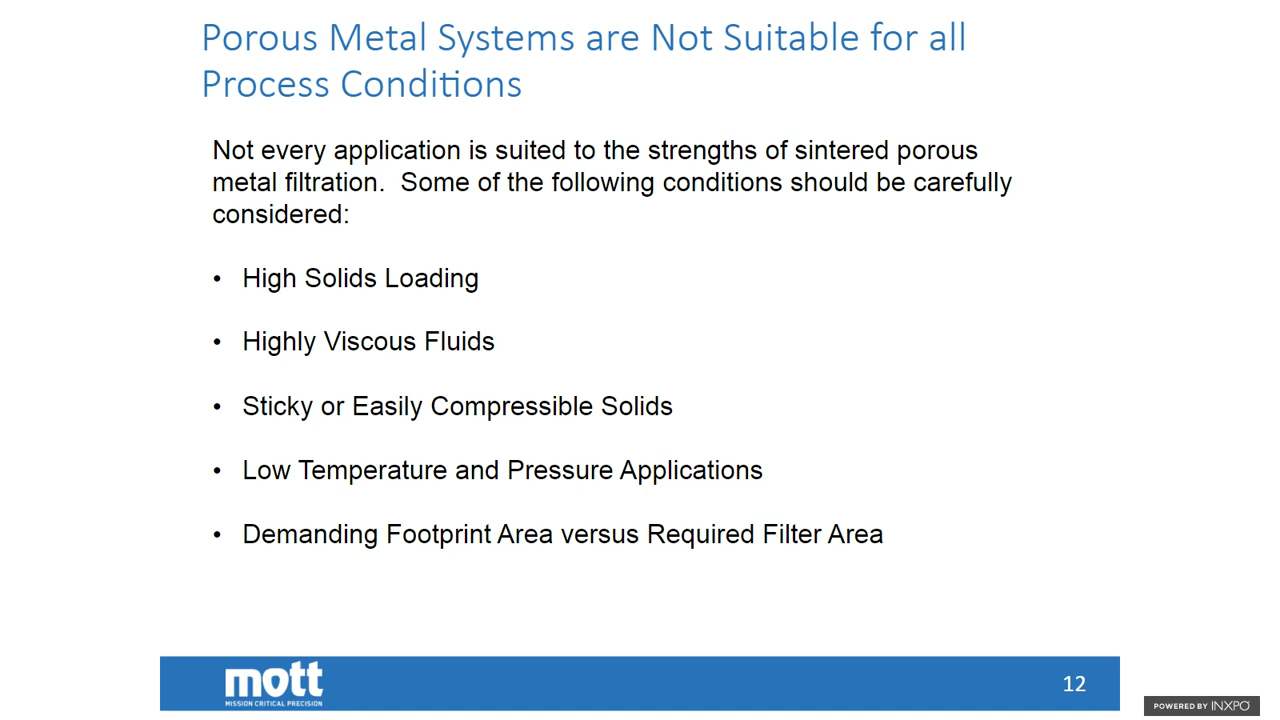 Porous Metal Systems are Not Suitable for all
Process Conditions
Not every application is suited to the strengths of sintered porous
metal filtration.  Some of the following conditions should be carefully
considered:
• High Solids Loading
• Highly Viscous Fluids
• Sticky or Easily Compressible Solids
• Low Temperature and Pressure Applications
• Demanding Footprint Area versus Required Filter Area
mott
MISSION CRITICAL PRECISION
12
POWERED BY INXPO